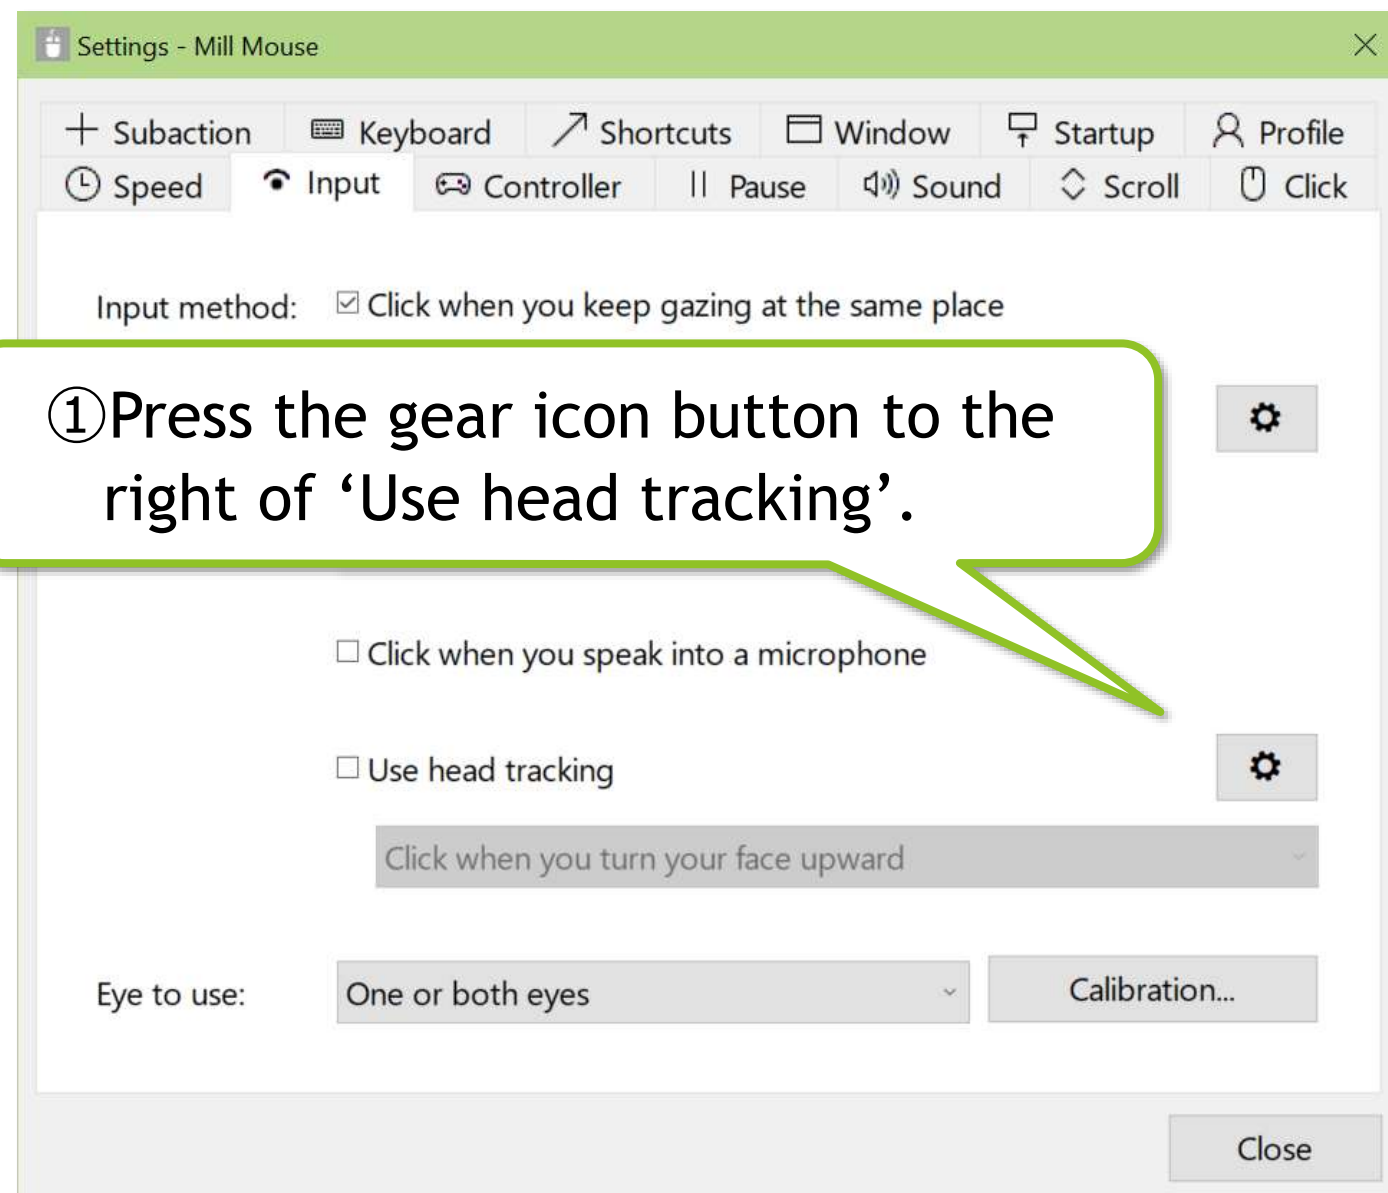 Settings - Mill Mouse
Subaction Keyboard Shortcuts Window Startup Profile
Speed Input Controller Pause Sound Scroll Click
Input method: Click when you keep gazing at the same place
①Press the gear icon button to the
right of ‘Use head tracking’.
Click when you speak into a microphone
Use head tracking
Click when you turn your face upward
Eye to use: One or both eyes Calibration...
Close